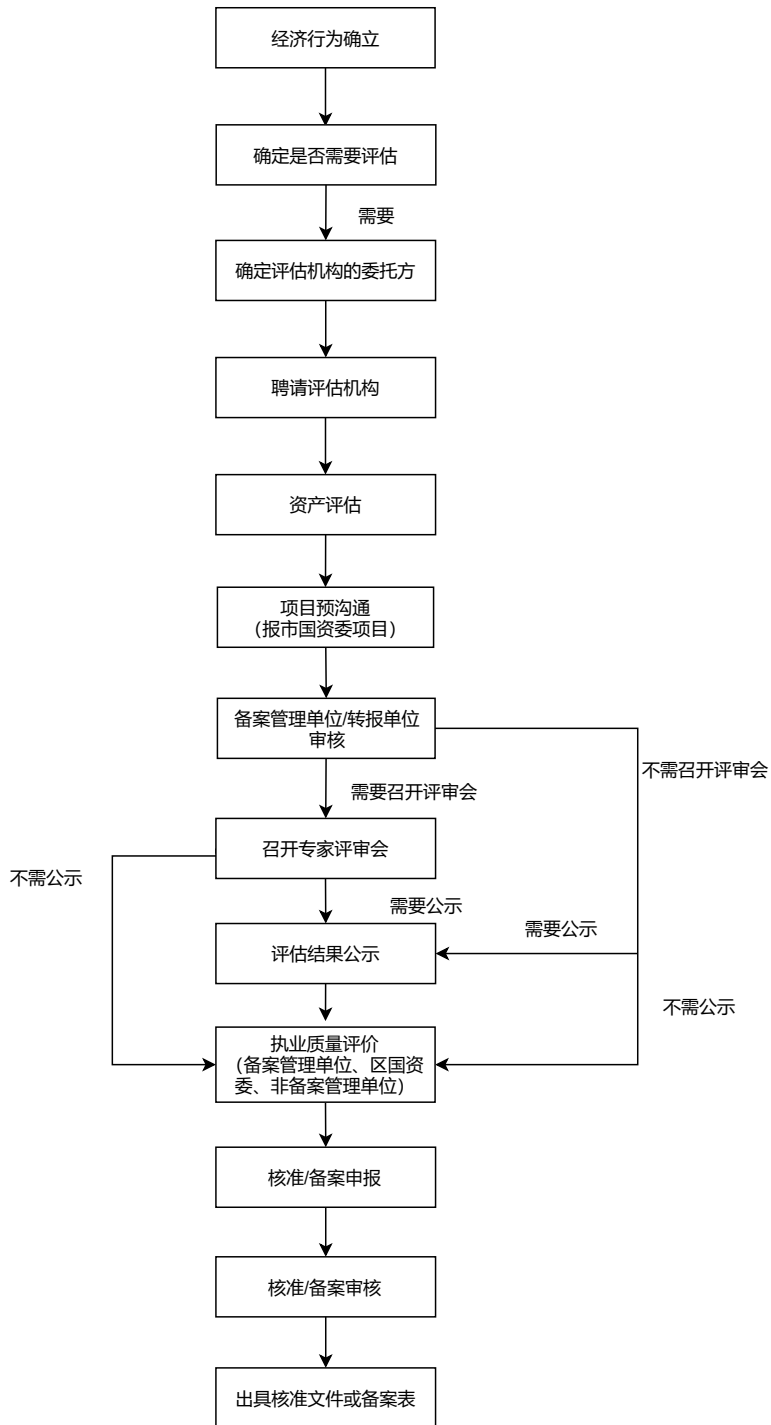 经济行为确立
确定是否需要评估
需要
确定评估机构的委托方
聘请评估机构
资产评估
项目预沟通
（报市国资委项目）
备案管理单位/转报单位
审核
不需召开评审会
需要召开评审会
召开专家评审会
不需公示
需要公示
需要公示
评估结果公示
不需公示
执业质量评价
（备案管理单位、区国资
委、非备案管理单位）
核准/备案申报
核准/备案审核
出具核准文件或备案表